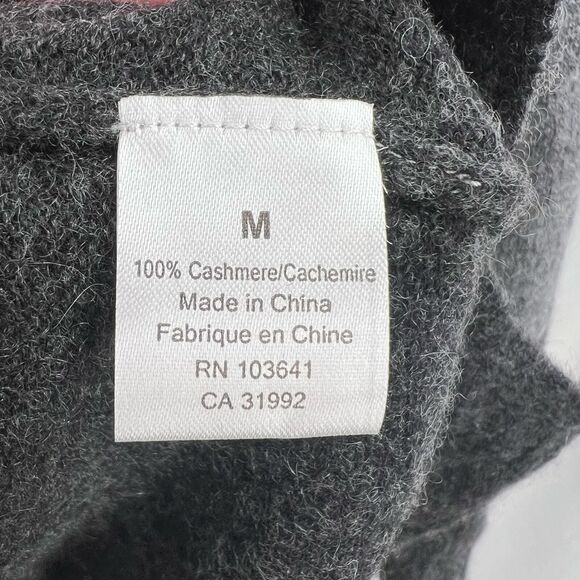 M
100% Cashmere/Cachemire
Made in China
Fabrique en Chine
RN 103641
CA 31992